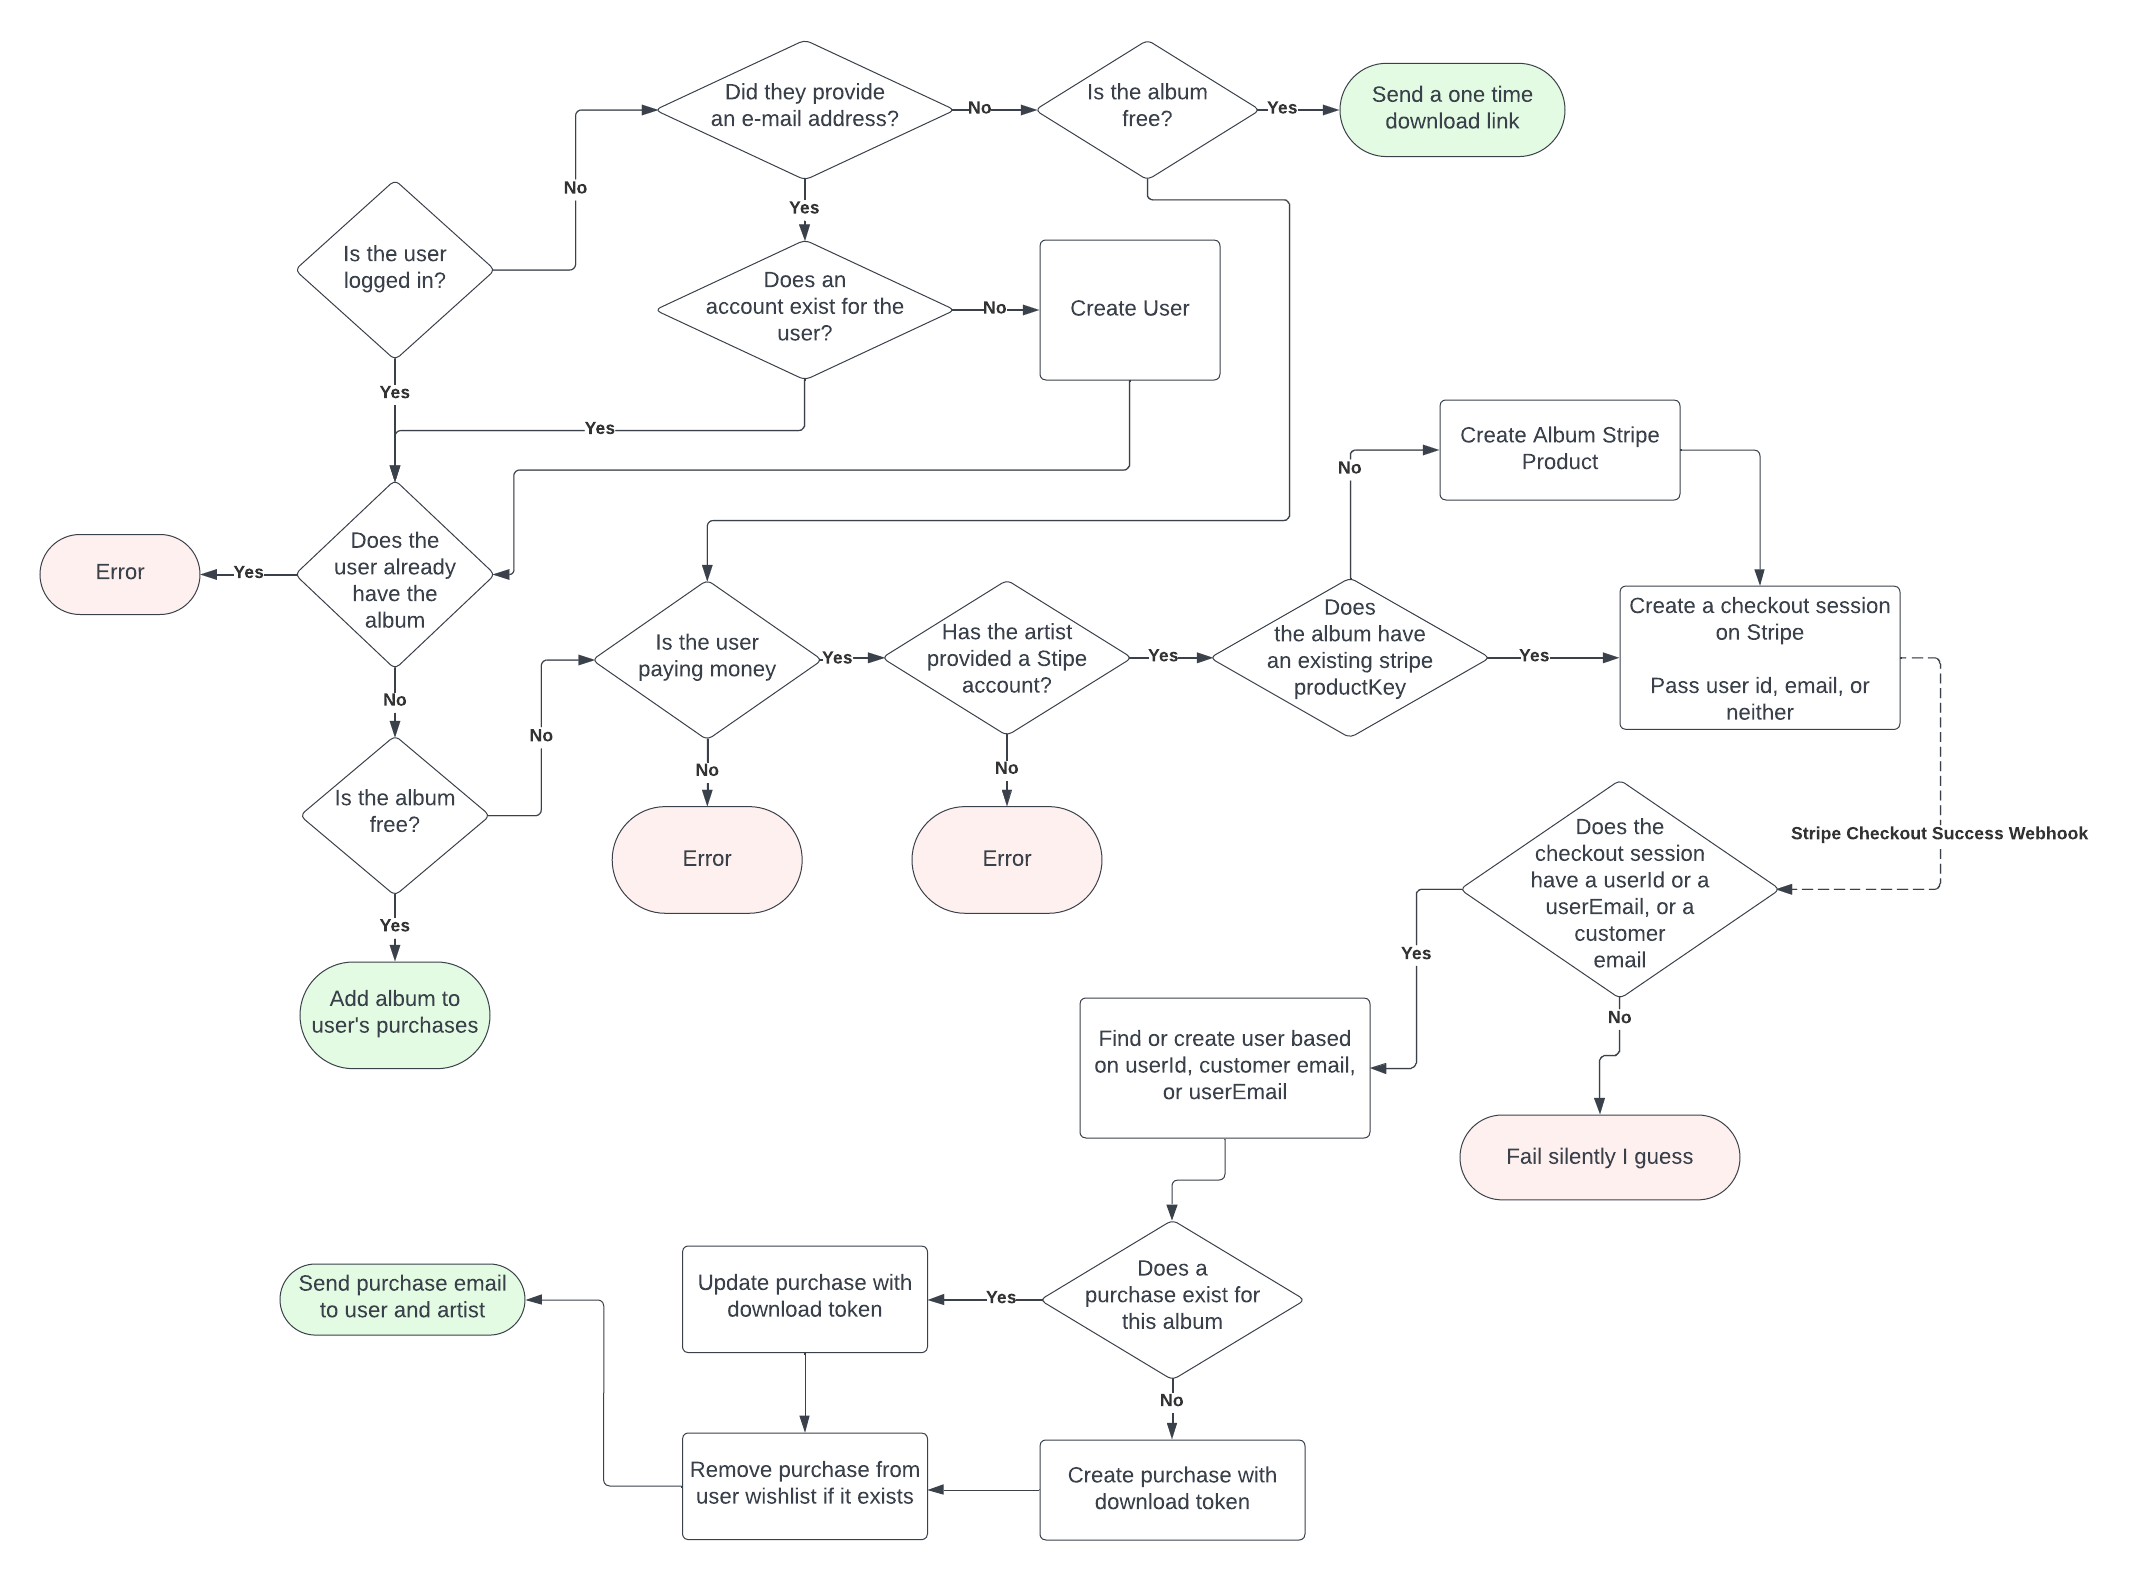 Did they provide
an e-mail address?
No
Is the album
free?
Yes
Send a one time
download link
No
Yes
Is the user
logged in?
Does an
account exist for the
user?
No
Create User
Yes
Yes
Create Album Stripe
Product
No
Does the
user already
have the
album
Yes
Error
Is the user
paying money
Yes
Has the artist
provided a Stipe
account?
Yes
Does
the album have
an existing stripe
productKey
Yes
Create a checkout session
on Stripe
Pass user id, email, or
neither
No
No
No
No
Is the album
free?
Error
Error
Stripe Checkout Success Webhook
Does the
checkout session
have a userId or a
userEmail, or a
customer
email
Yes
Yes
Add album to
user's purchases
No
Find or create user based
on userId, customer email,
or userEmail
Fail silently I guess
Does a
purchase exist for
this album
Yes
Update purchase with
download token
Send purchase email
to user and artist
No
Remove purchase from
user wishlist if it exists
Create purchase with
download token